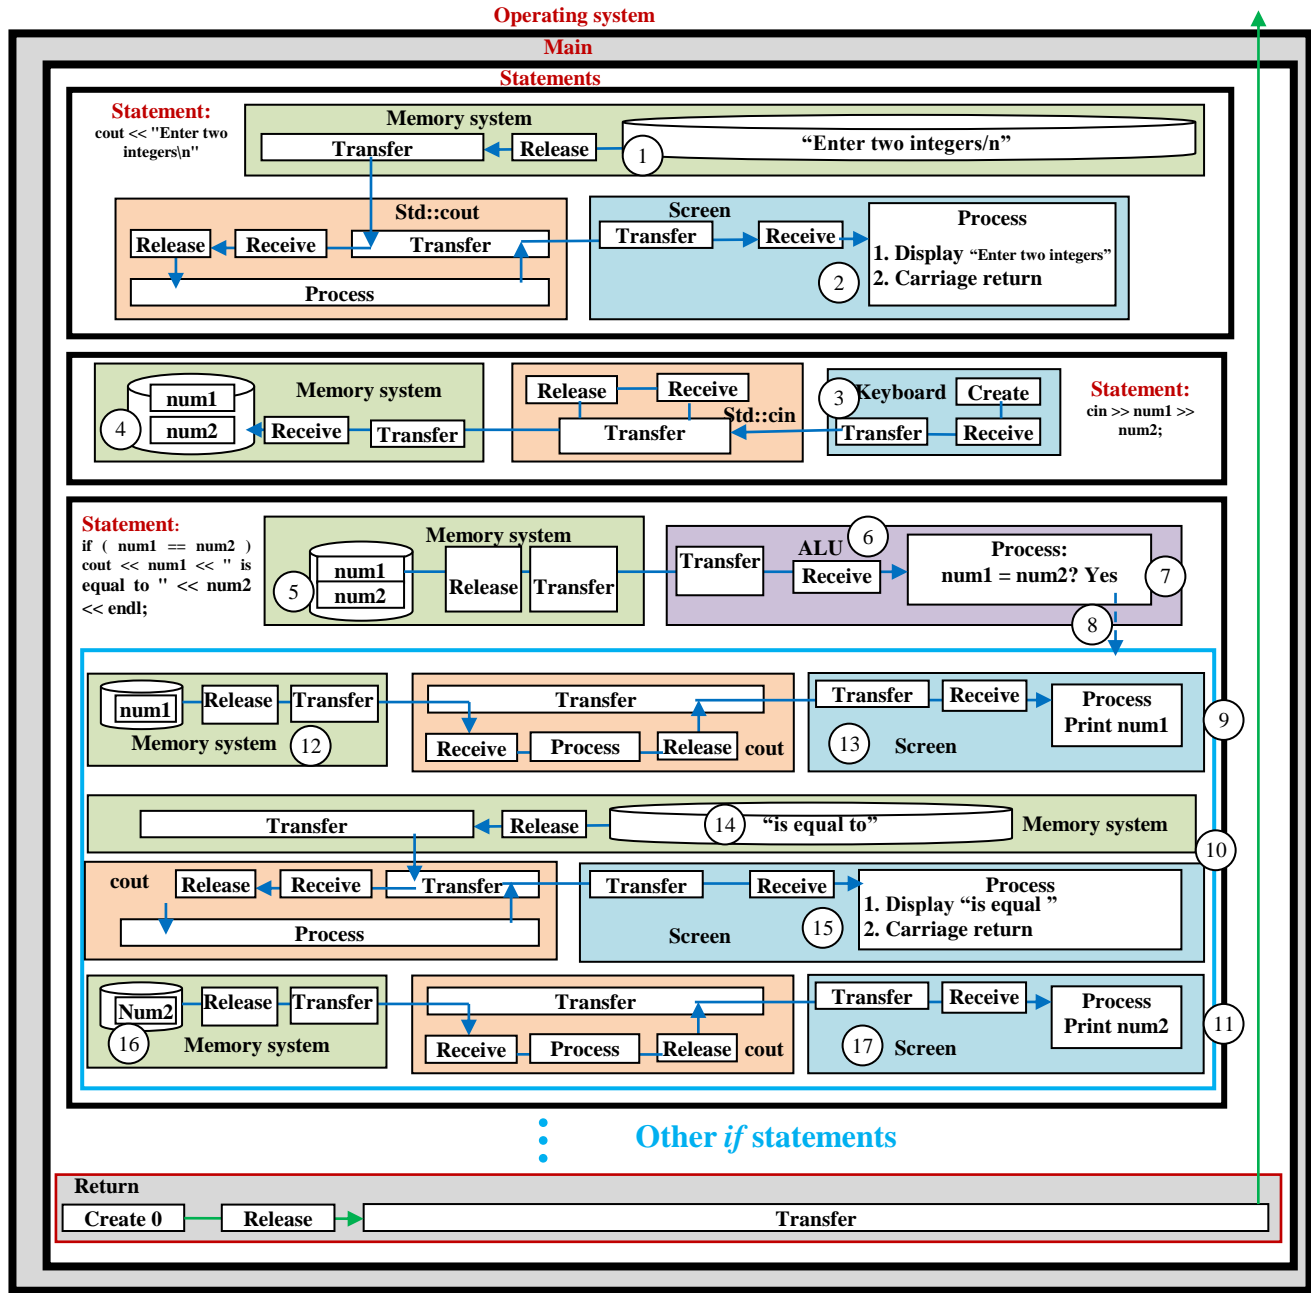 Operating system
Main
Statements
Statement:
cout << "Enter two
integers\n"
Memory system
Transfer
Release
1
“Enter two integers/n”
Std::cout
Release
Receive
Transfer
Process
Screen
Transfer
Receive
2
Process
1. Display “Enter two integers”
2. Carriage return
num1
num2
4
Memory system
Receive
Transfer
Release
Receive
Std::cin
Transfer
3
Keyboard
Create
Transfer
Receive
Statement:
cin >> num1 >>
num2;
Statement:
if ( num1 == num2 )
cout << num1 << " is
equal to " << num2
<< endl;
Memory system
5
num1
num2
Release
Transfer
Transfer
ALU
6
Receive
Process:
num1 = num2? Yes
7
8
num1
Release
Transfer
Memory system
12
Transfer
Receive
Process
Release
cout
Transfer
Receive
13
Screen
Process
Print num1
9
Transfer
Release
14
“is equal to”
Memory system
10
cout
Release
Receive
Transfer
Process
Transfer
Receive
Screen
15
Process
1. Display “is equal ”
2. Carriage return
Num2
16
Release
Transfer
Memory system
Transfer
Receive
Process
Release
cout
Transfer
Receive
17
Screen
Process
Print num2
11
Other if statements
Return
Create 0
Release
Transfer